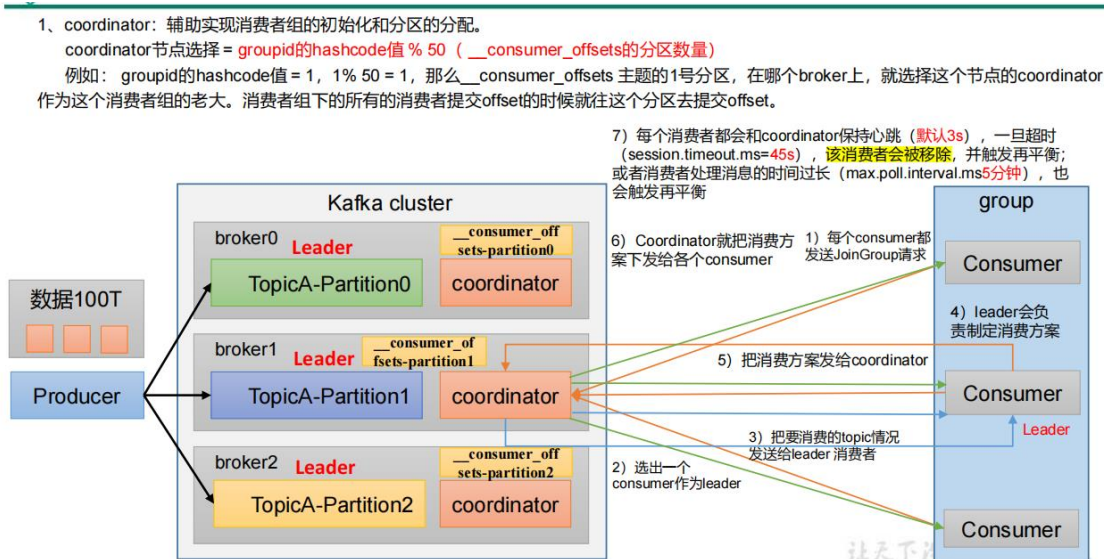 1、coordinator：辅助实现消费者组的初始化和分区的分配。
coordinator节点选择 = groupid的hashcode值 % 50（ __consumer_offsets的分区数量）
例如： groupid的hashcode值 = 1，1% 50 = 1，那么__consumer_offsets 主题的1号分区，在哪个broker上，就选择这个节点的coordinator
作为这个消费者组的老大。消费者组下的所有的消费者提交offset的时候就往这个分区去提交offset。
7）每个消费者都会和coordinator保持心跳（默认3s），一旦超时
（session.timeout.ms=45s），该消费者会被移除，并触发再平衡；
或者消费者处理消息的时间过长（max.poll.interval.ms5分钟），也
会触发再平衡
Kafka cluster
group
broker0
Leader
__consumer_off
sets-partition0
TopicA-Partition0
coordinator
6）Coordinator就把消费方
案下发给各个consumer
1）每个consumer都
发送JoinGroup请求
Consumer
数据100T
4）leader会负
责制定消费方案
broker1
Leader
__consumer_of
fsets-partition1
5）把消费方案发给coordinator
Producer
TopicA-Partition1
coordinator
Consumer
Leader
3）把要消费的topic情况
发送给leader 消费者
broker2
Leader
__consumer_off
sets-partition2
2）选出一个
consumer作为leader
TopicA-Partition2
coordinator
Consumer
让天下没